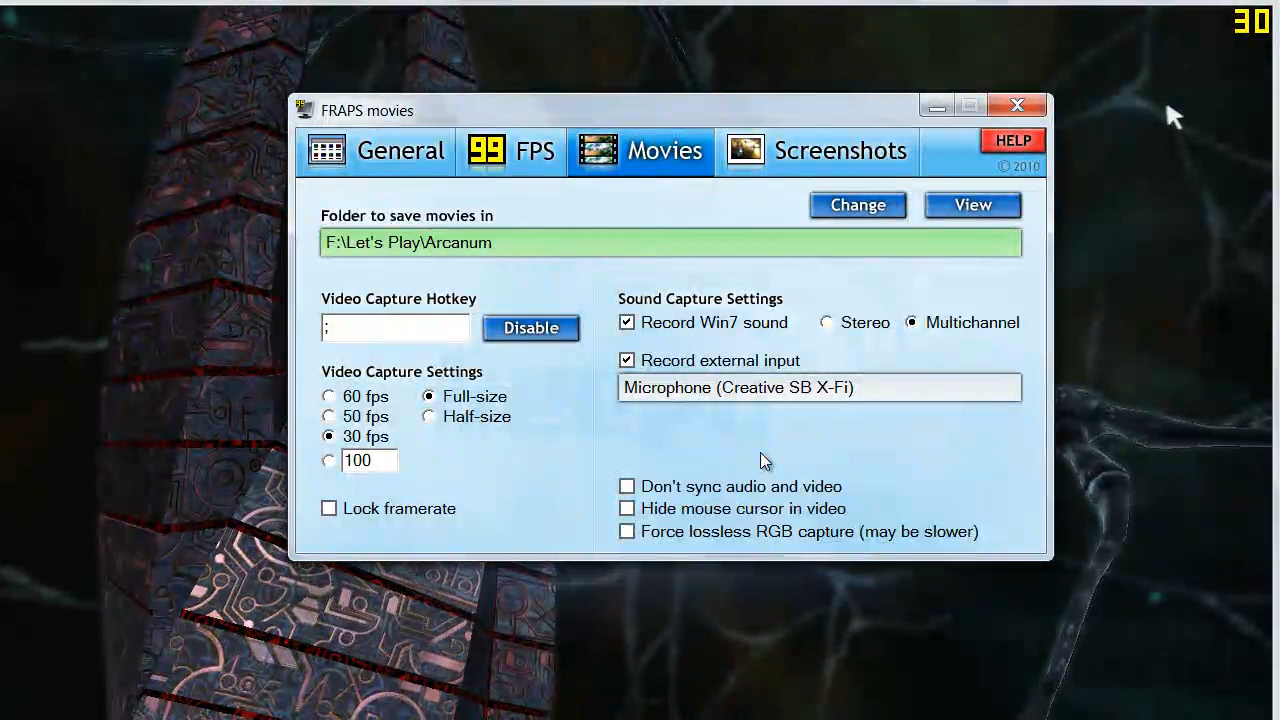 30
FRAPS movies
General
99 FPS
Movies
Screenshots
HELP
© 2010
Folder to save movies in
Change
View
F:\Let's Play\Arcanum
Video Capture Hotkey
;
Disable
Video Capture Settings
60 fps
Full-size
50 fps
Half-size
30 fps
100
Lock framerate
Sound Capture Settings
Record Win7 sound
Stereo
Multichannel
Record external input
Microphone (Creative SB X-Fi)
Don't sync audio and video
Hide mouse cursor in video
Force lossless RGB capture (may be slower)